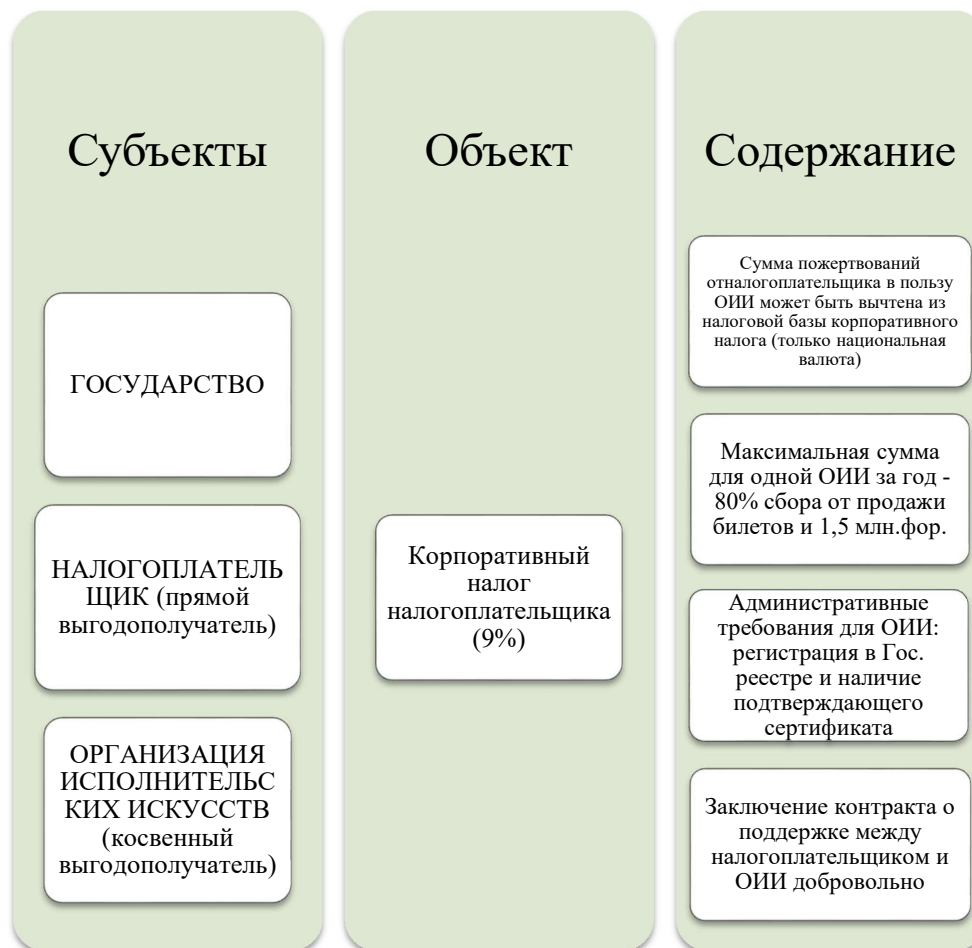 Субъекты
ГОСУДАРСТВО
НАЛОГОПЛАТЕЛЬ
ЩИК (прямой
выгодополучатель)
ОРГАНИЗАЦИЯ
ИСПОЛНИТЕЛЬС
КИХ ИСКУССТВ
(косвенный
выгодополучатель)
Объект
Корпоративный
налог
налогоплательщика
(9%)
Содержание
Сумма пожертвований
отналогоплательщика в пользу
ОИИ может быть вычтена из
налоговой базы корпоративного
налога (только национальная
валюта)
Максимальная сумма
для одной ОИИ за год -
80% сбора от продажи
билетов и 1,5 млн.фор.
Административные
требования для ОИИ:
регистрация в Гос.
реестре и наличие
подтверждающего
сертификата
Заключение контракта о
поддержке между
налогоплательщиком и
ОИИ добровольно